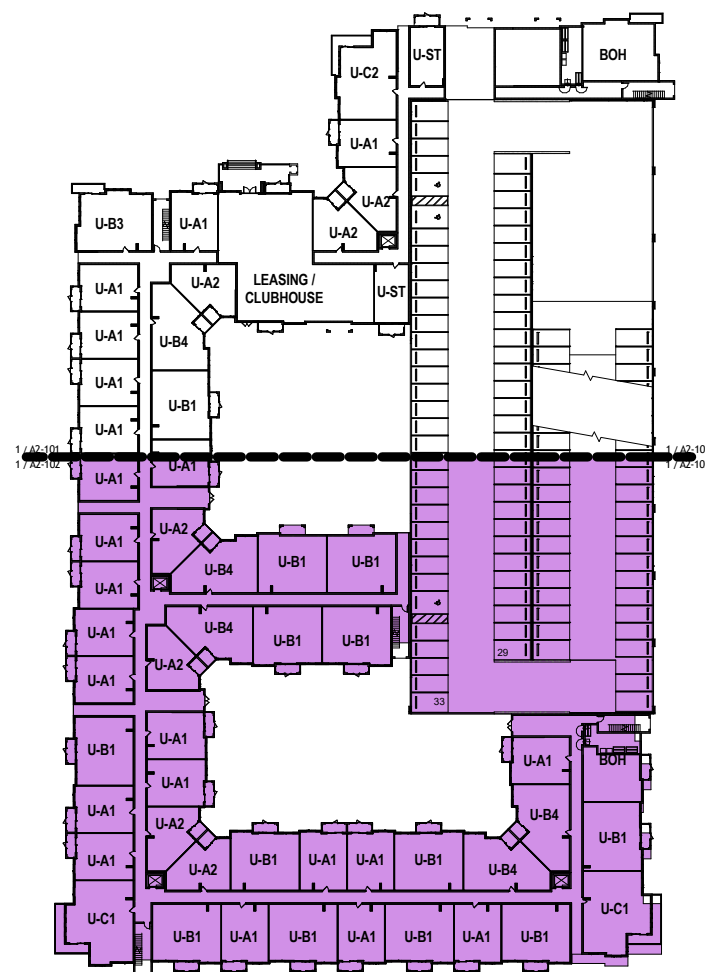 U-ST
BOH
U-C2
U-A1
U-A2
U-B3
U-A1
U-A2
U-A2
LEASING /
CLUBHOUSE
U-ST
U-A1
U-A1
U-B4
U-A1
U-B1
U-A1
1 / A2-101
1 / A2-10
1 / A2-102
1 / A2-10
U-A1
U-A1
U-A1
U-A2
U-B4
U-B1
U-B1
U-A1
U-A1
U-B4
U-B1
U-B1
29
U-A2
U-A1
33
U-B1
U-A1
U-A1
BOH
U-A1
U-A1
U-A2
U-B4
U-A1
U-A2
U-B1
U-A1
U-A1
U-B1
U-B4
U-B1
U-C1
U-C1
U-B1
U-A1
U-B1
U-A1
U-B1
U-A1
U-B1